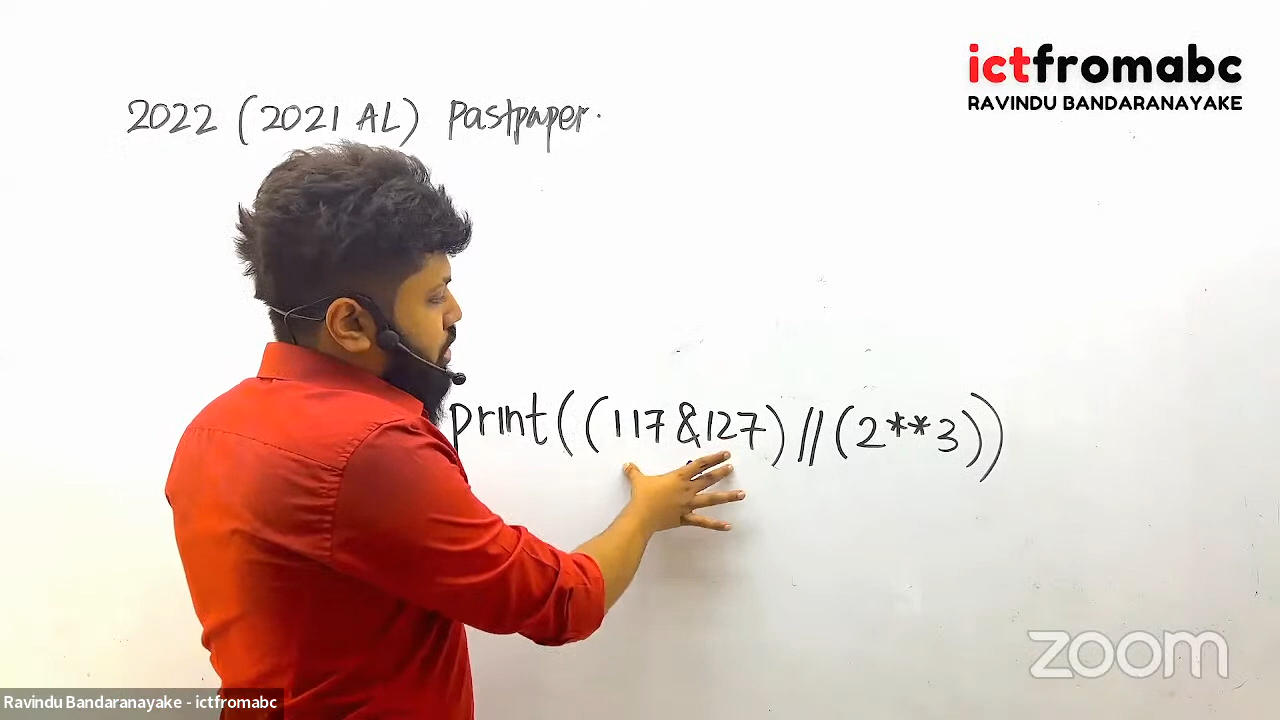 ictfromabc
RAVINDU BANDARANAYAKE
2022 (2021 AL) Pastpaper.
print((117 &127)//(2**3))
zoom
Ravindu Bandaranayake - ictfromabc